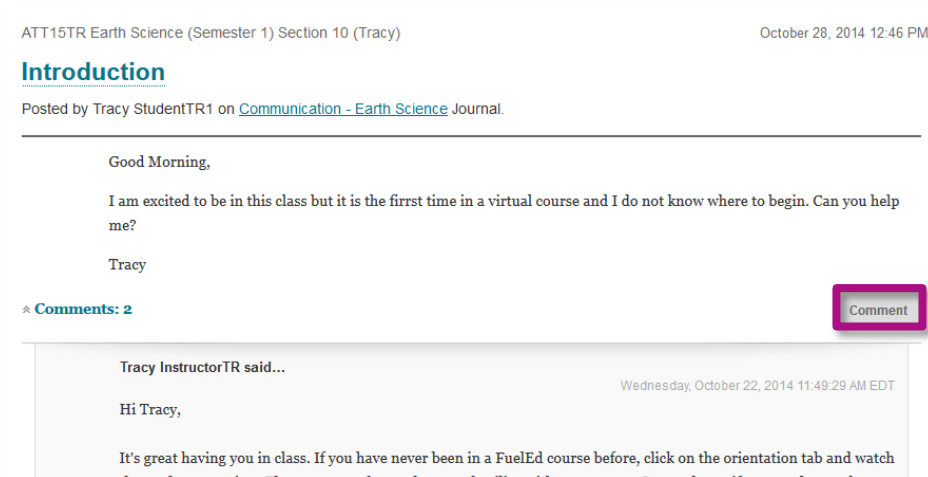 ATT15TR Earth Science (Semester 1) Section 10 (Tracy)
October 28, 2014 12:46 PM
Introduction
Posted by Tracy StudentTR1 on Communication - Earth Science Journal.
Good Morning,
I am excited to be in this class but it is the firrst time in a virtual course and I do not know where to begin. Can you help
me?
Tracy
Comments: 2
Comment
Tracy InstructorTR said...
Wednesday, October 22, 2014 11:49:29 AM EDT
Hi Tracy,
It's great having you in class. If you have never been in a FuelEd course before, click on the orientation tab and watch